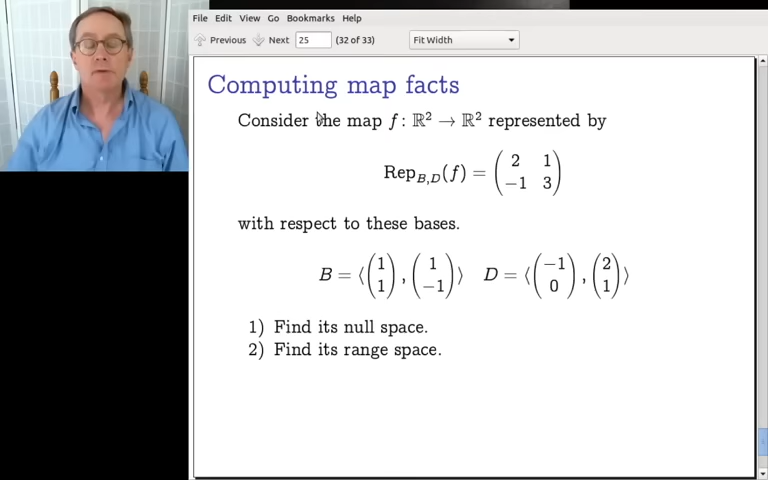 File Edit View Go Bookmarks Help
Previous Next 25 (32 of 33) Fit Width
Computing map facts
Consider the map f: ℝ² → ℝ² represented by
Rep_{B,D}(f) = (2 1
−1 3)
with respect to these bases.
B = ⟨(1
1), (1
−1)⟩ D = ⟨(−1
0), (2
1)⟩
1) Find its null space.
2) Find its range space.